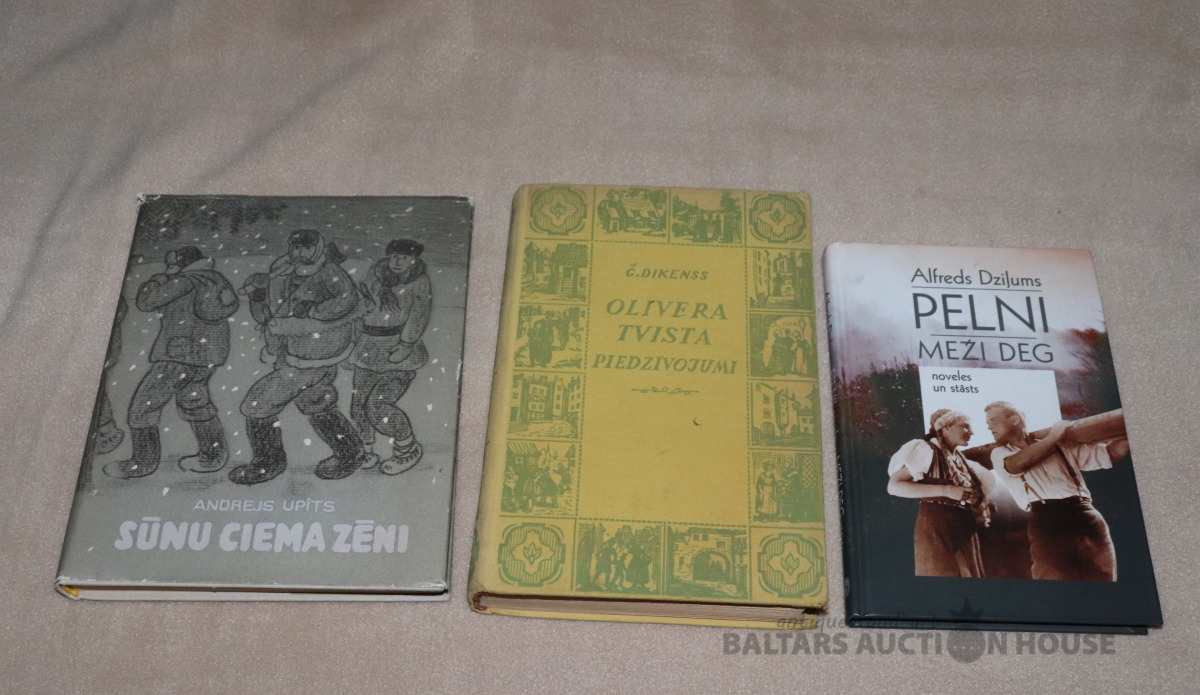 ANDREJS UPĪTS
SŪNU CIEMA ZĒNI
Č. DIKENSS
OLIVERA
TVISTA
PIEDZĪVOJUMI
Alfreds Dziļums
PELNI
MEŽI DEG
noveles
un stāsts
BALTARS AUCTION HOUSE